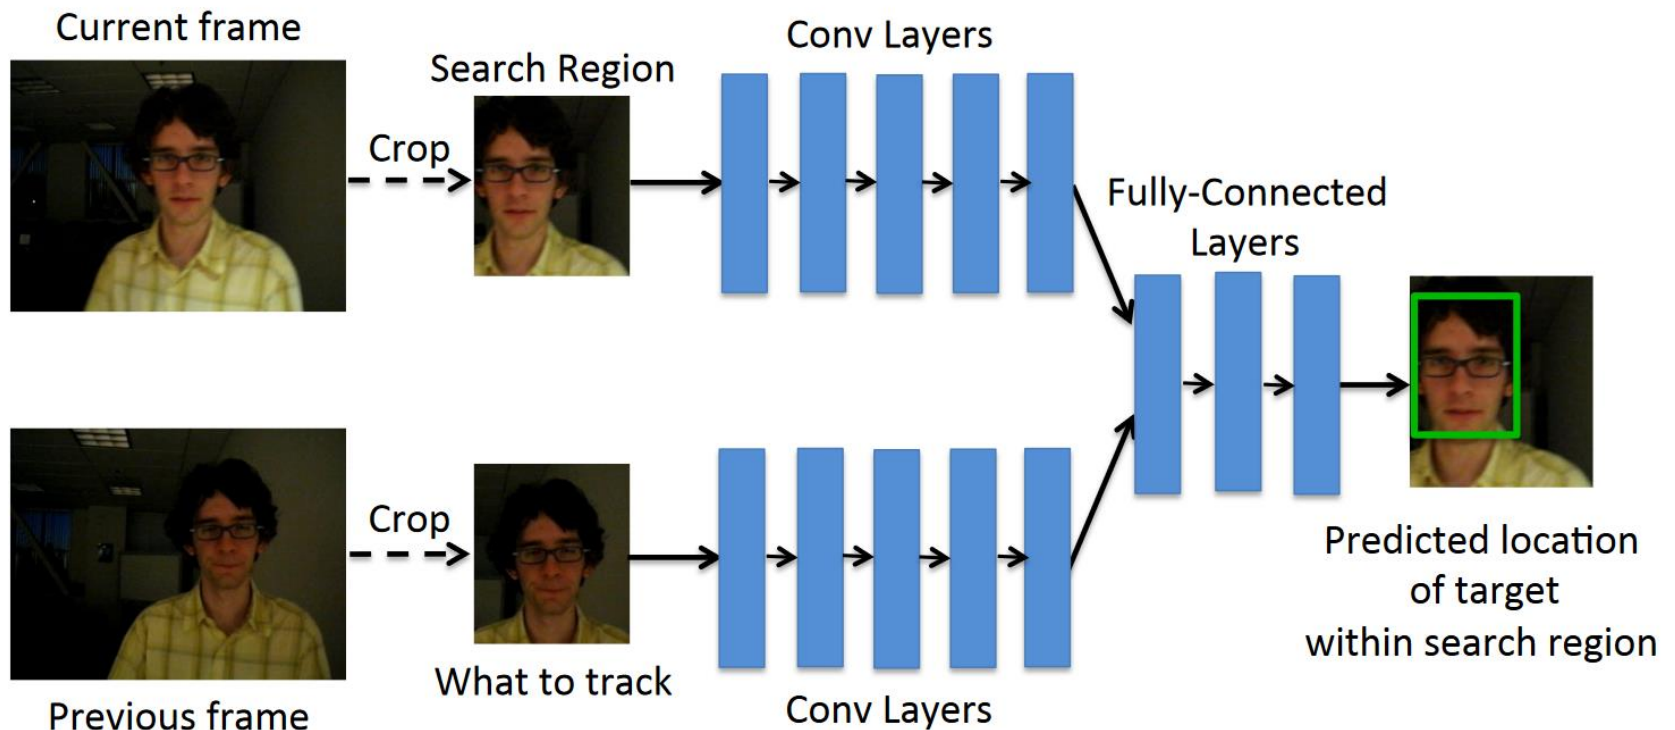 Current frame
Search Region
Conv Layers
Crop
Fully-Connected
Layers
Crop
Previous frame
What to track
Conv Layers
Predicted location
of target
within search region